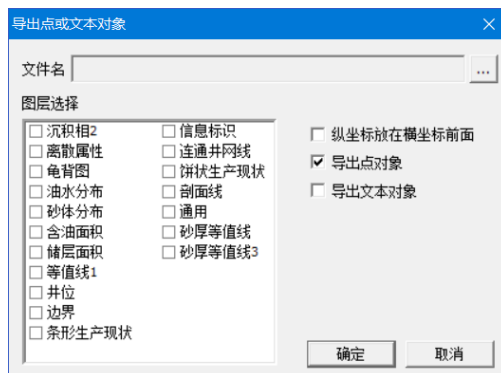 导出点或文本对象
文件名
...
图层选择
沉积相2
离散属性
龟背图
油水分布
砂体分布
含油面积
储层面积
等值线1
井位
边界
条形生产现状
信息标识
连通井网线
饼状生产现状
剖面线
通用
砂厚等值线
砂厚等值线3
纵坐标放在横坐标前面
导出点对象
导出文本对象
确定
取消